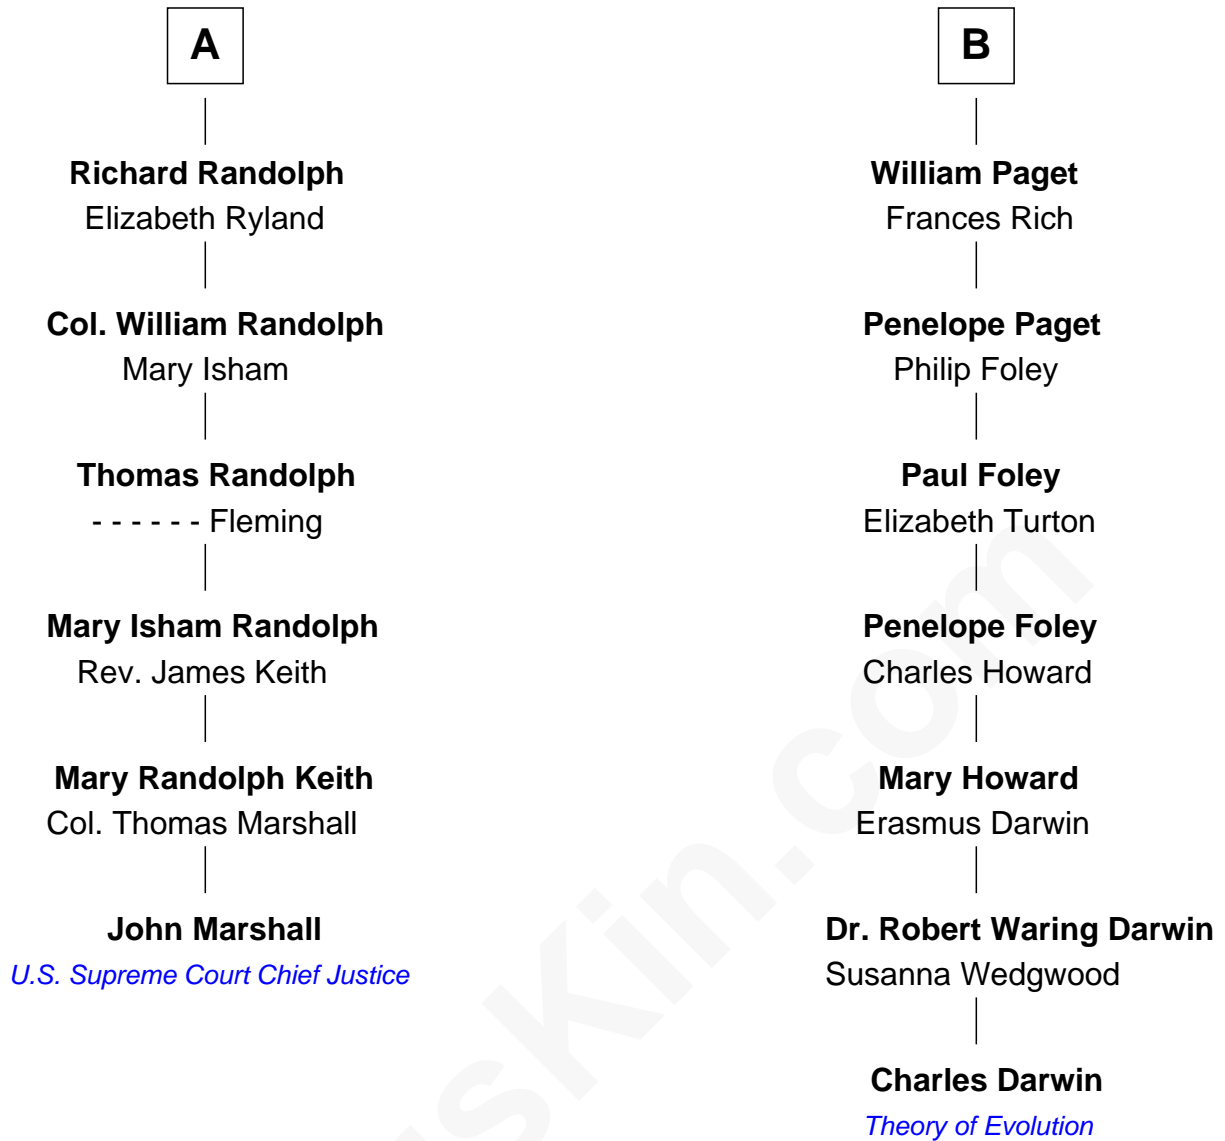 A
Richard Randolph
Elizabeth Ryland
Col. William Randolph
Mary Isham
Thomas Randolph
- - - - - - Fleming
Mary Isham Randolph
Rev. James Keith
Mary Randolph Keith
Col. Thomas Marshall
John Marshall
U.S. Supreme Court Chief Justice
B
William Paget
Frances Rich
Penelope Paget
Philip Foley
Paul Foley
Elizabeth Turton
Penelope Foley
Charles Howard
Mary Howard
Erasmus Darwin
Dr. Robert Waring Darwin
Susanna Wedgwood
Charles Darwin
Theory of Evolution
sKin.com